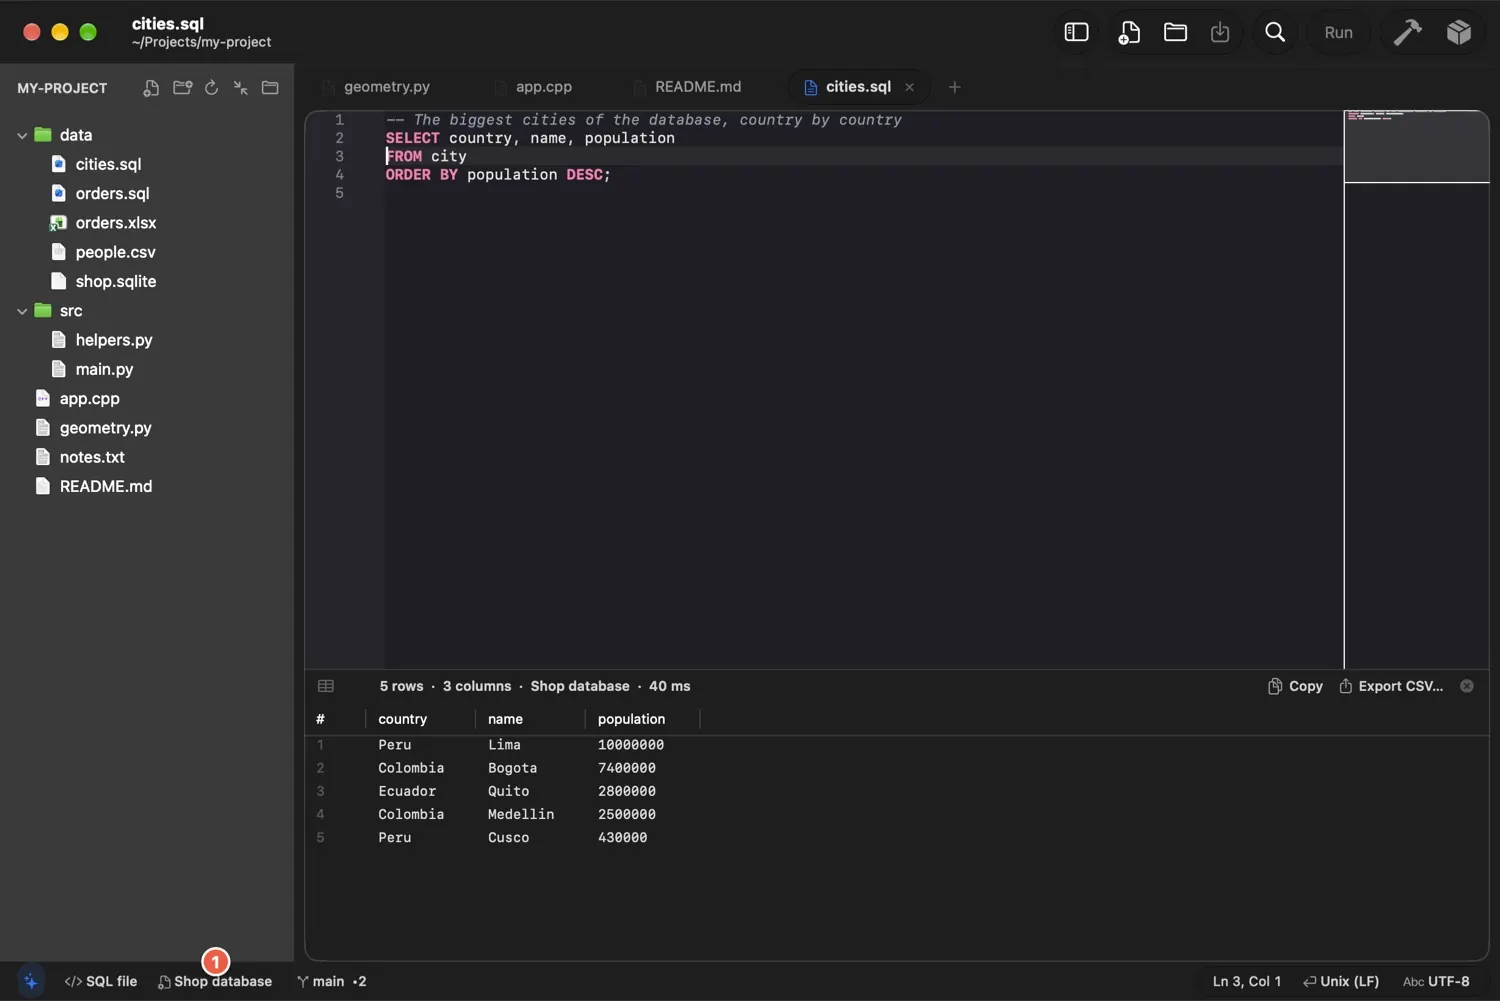 cities.sql
~/Projects/my-project
Run
MY-PROJECT
data
cities.sql
orders.sql
orders.xlsx
people.csv
shop.sqlite
src
helpers.py
main.py
app.cpp
geometry.py
notes.txt
README.md
geometry.py app.cpp README.md cities.sql × +
1 -- The biggest cities of the database, country by country
2 SELECT country, name, population
3 FROM city
4 ORDER BY population DESC;
5
5 rows · 3 columns · Shop database · 40 ms Copy Export CSV...
# country name population
1 Peru Lima 10000000
2 Colombia Bogota 7400000
3 Ecuador Quito 2800000
4 Colombia Medellin 2500000
5 Peru Cusco 430000
1
</> SQL file Shop database main •2 Ln 3, Col 1 Unix (LF) Abc UTF-8